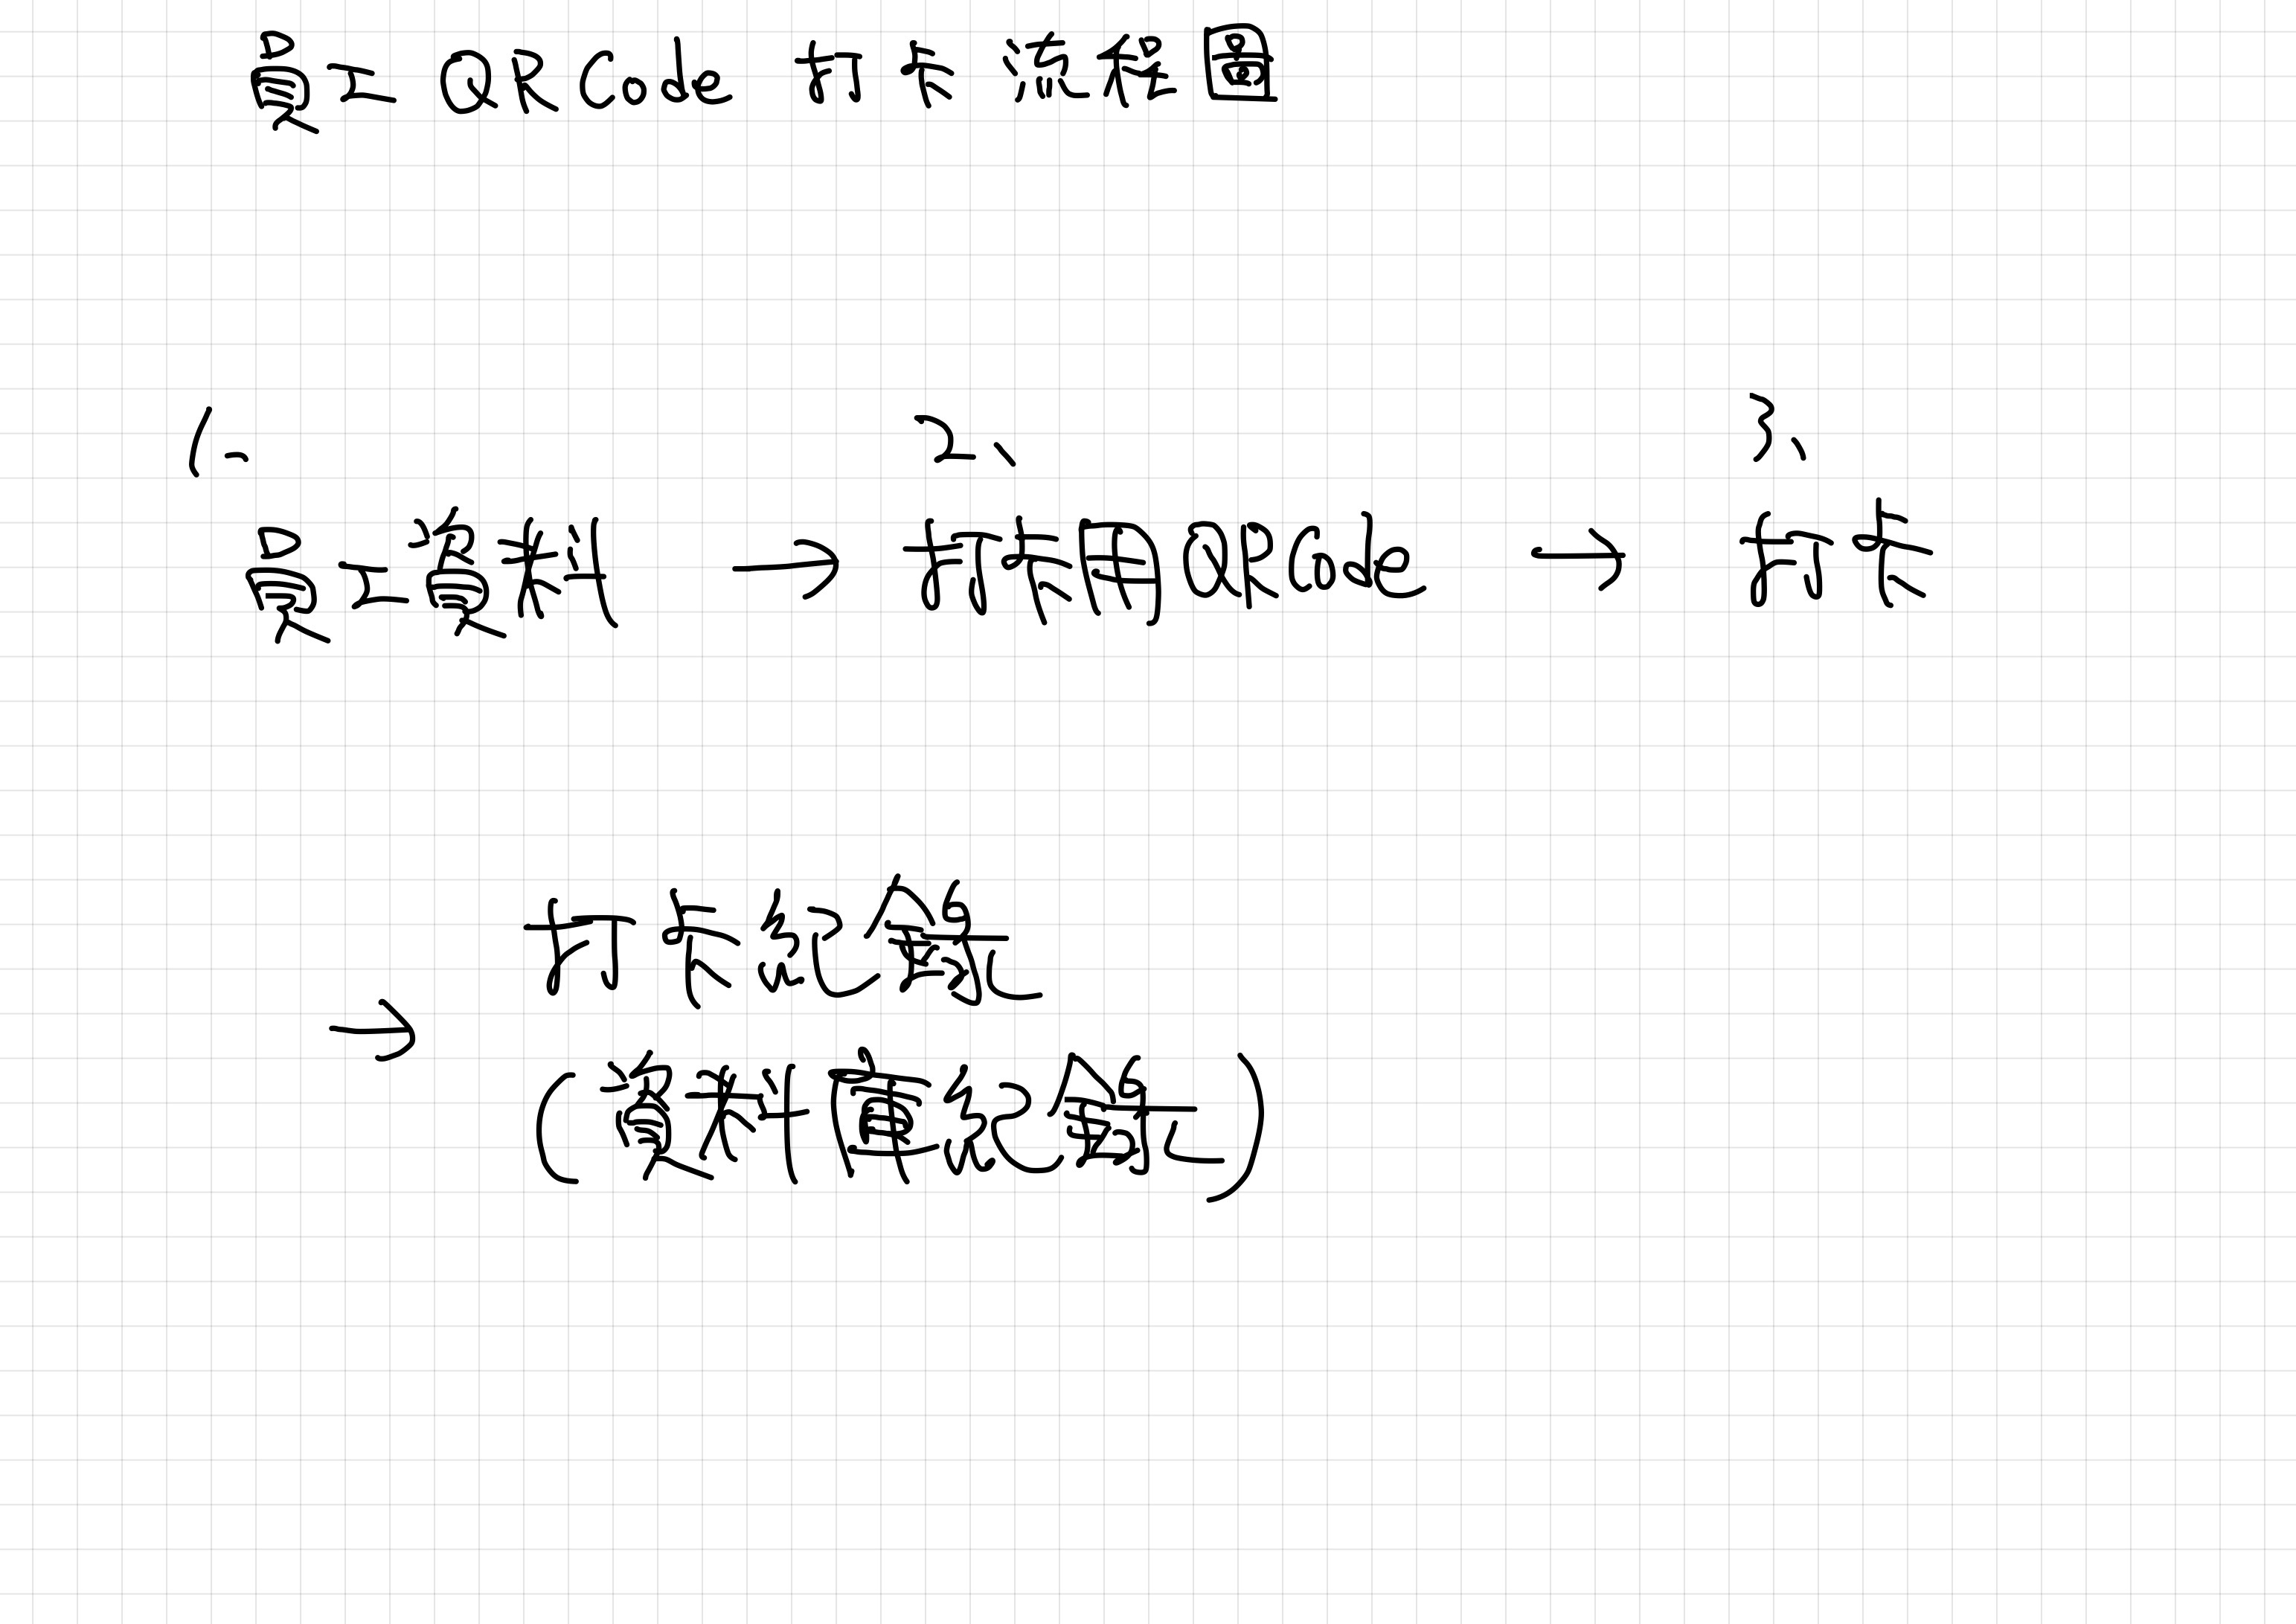 員工 QR Code 打卡 流程圖
1、
2、
3、
員工資料 → 打卡用QRCode → 打卡
打卡紀錄
→
(資料庫紀錄)